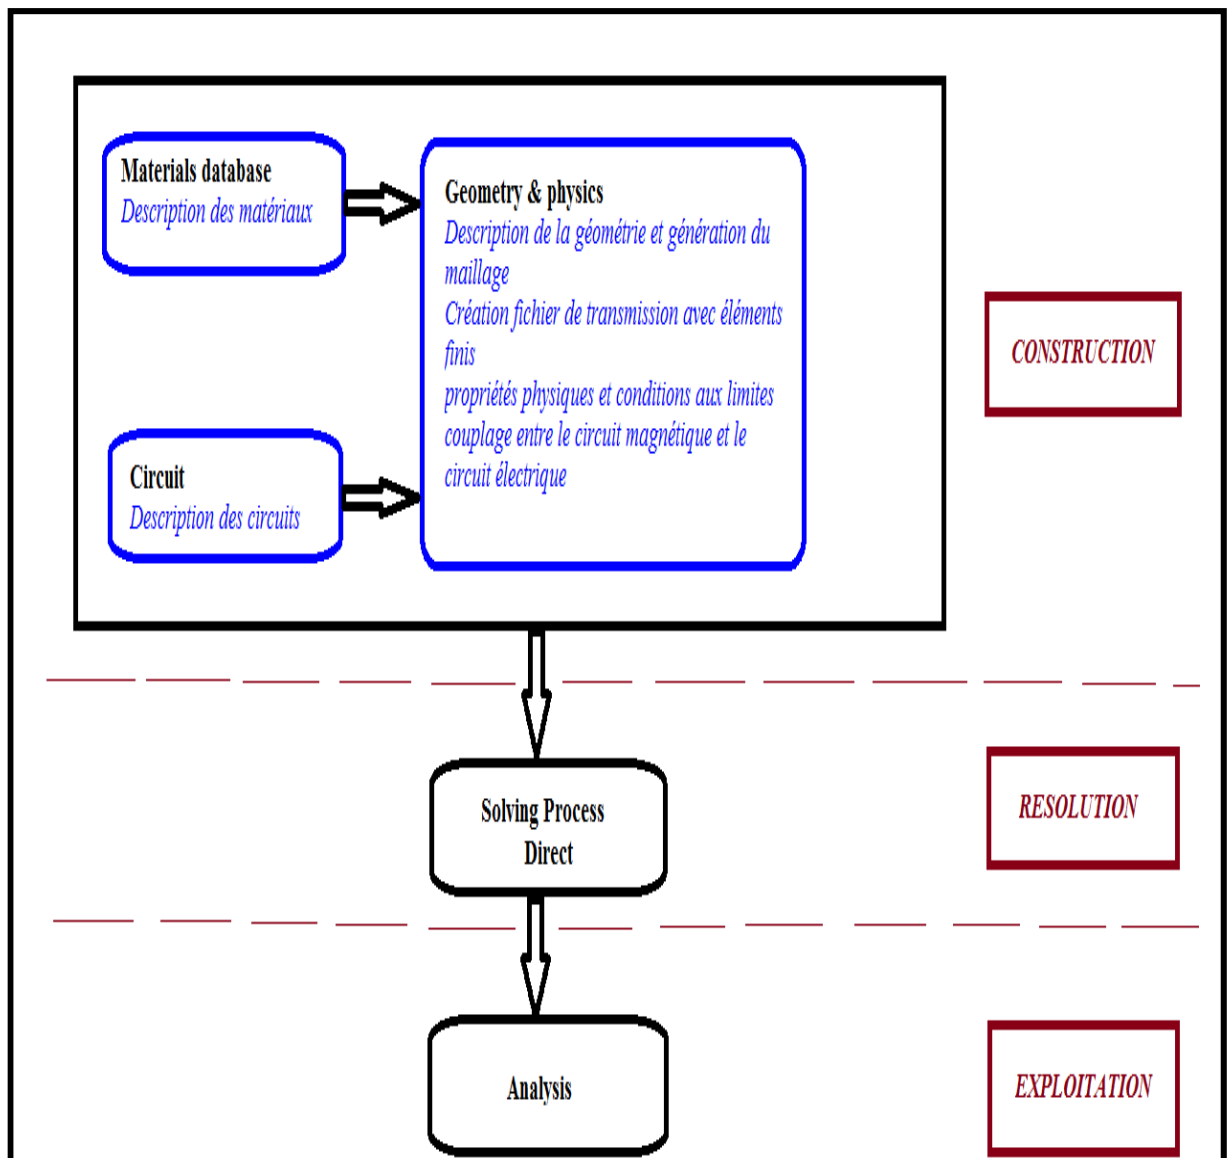 Materials database
Description des matériaux
Geometry & physics
Description de la géométrie et génération du
maillage
Création fichier de transmission avec éléments
finis
propriétés physiques et conditions aux limites
couplage entre le circuit magnétique et le
circuit électrique
Circuit
Description des circuits
CONSTRUCTION
Solving Process
Direct
RESOLUTION
Analysis
EXPLOITATION